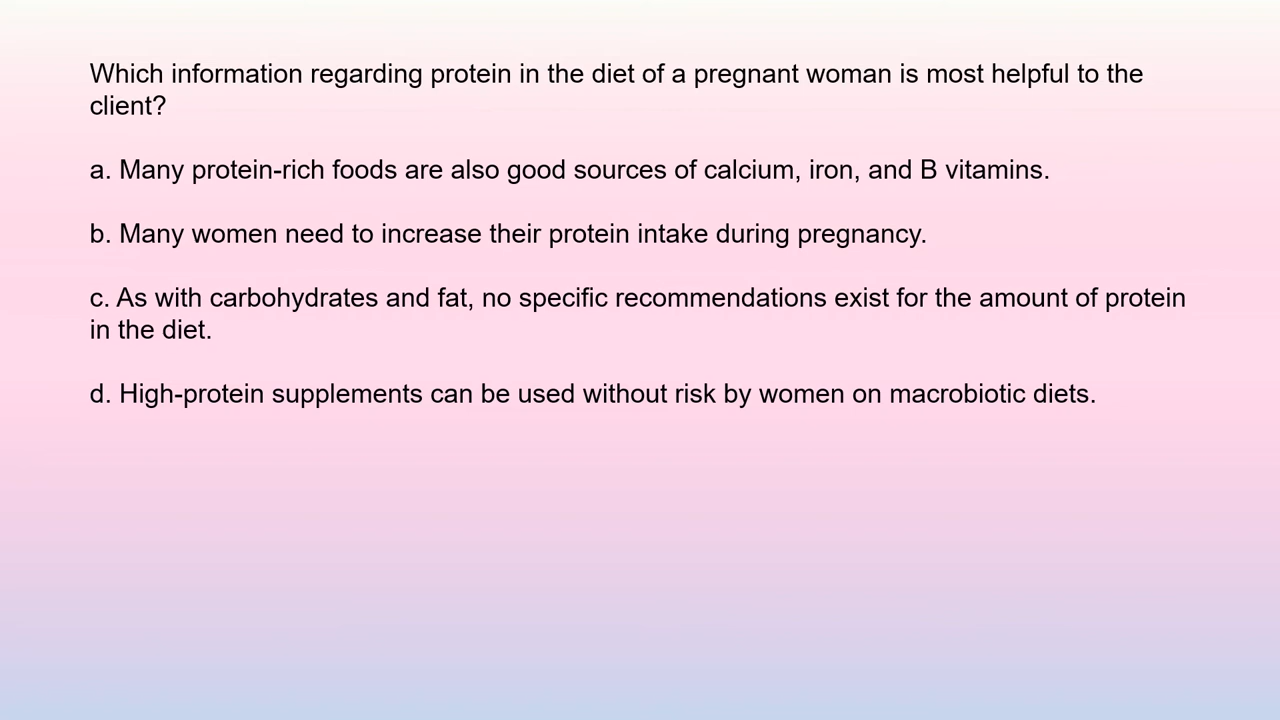 Which information regarding protein in the diet of a pregnant woman is most helpful to the
client?
a. Many protein-rich foods are also good sources of calcium, iron, and B vitamins.
b. Many women need to increase their protein intake during pregnancy.
c. As with carbohydrates and fat, no specific recommendations exist for the amount of protein
in the diet.
d. High-protein supplements can be used without risk by women on macrobiotic diets.